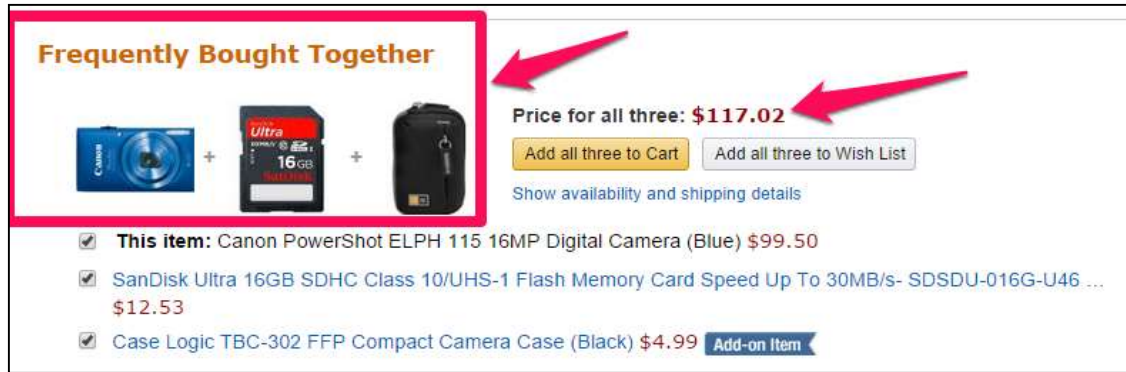 Frequently Bought Together
Canon
SanDisk
Ultra
16GB
SanDisk
Price for all three: $117.02
Add all three to Cart
Add all three to Wish List
Show availability and shipping details
This item: Canon PowerShot ELPH 115 16MP Digital Camera (Blue) $99.50
SanDisk Ultra 16GB SDHC Class 10/UHS-1 Flash Memory Card Speed Up To 30MB/s- SDSDU-016G-U46 ...
$12.53
Case Logic TBC-302 FFP Compact Camera Case (Black) $4.99 Add-on Item